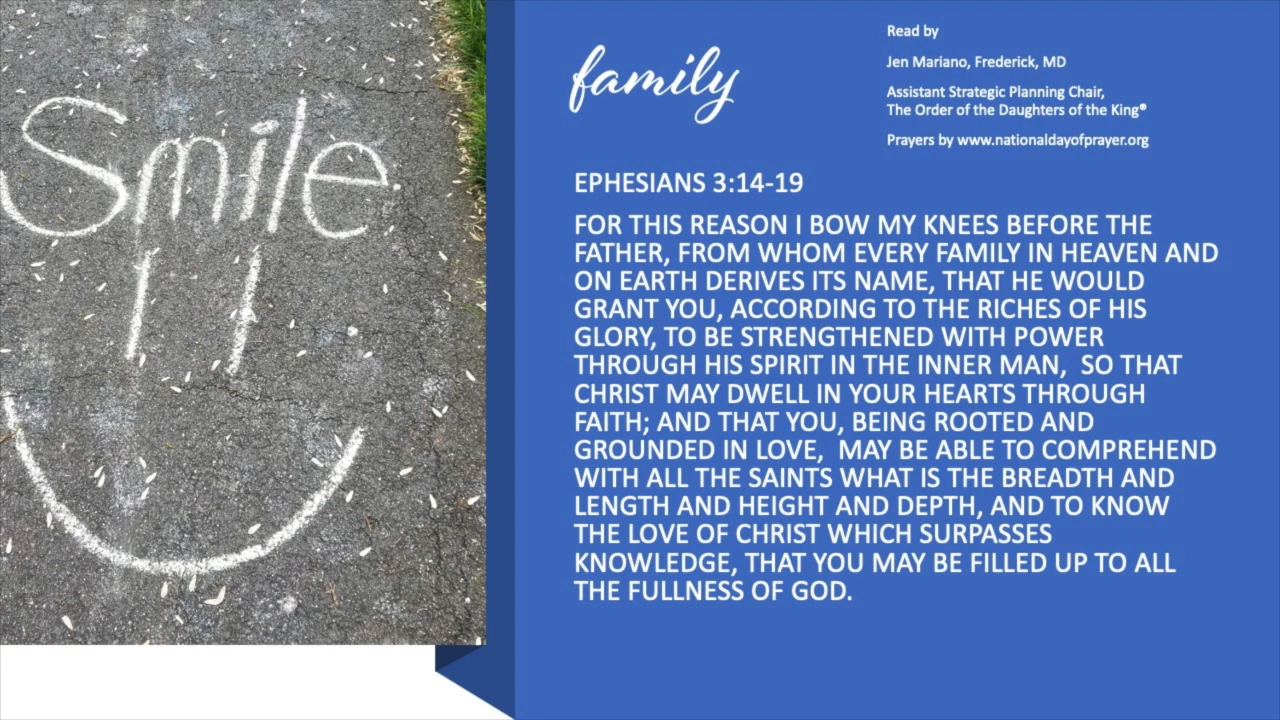 Smile
family
Read by
Jen Mariano, Frederick, MD
Assistant Strategic Planning Chair,
The Order of the Daughters of the King®
Prayers by www.nationaldayofprayer.org
EPHESIANS 3:14-19
FOR THIS REASON I BOW MY KNEES BEFORE THE
FATHER, FROM WHOM EVERY FAMILY IN HEAVEN AND
ON EARTH DERIVES ITS NAME, THAT HE WOULD
GRANT YOU, ACCORDING TO THE RICHES OF HIS
GLORY, TO BE STRENGTHENED WITH POWER
THROUGH HIS SPIRIT IN THE INNER MAN,  SO THAT
CHRIST MAY DWELL IN YOUR HEARTS THROUGH
FAITH; AND THAT YOU, BEING ROOTED AND
GROUNDED IN LOVE,  MAY BE ABLE TO COMPREHEND
WITH ALL THE SAINTS WHAT IS THE BREADTH AND
LENGTH AND HEIGHT AND DEPTH, AND TO KNOW
THE LOVE OF CHRIST WHICH SURPASSES
KNOWLEDGE, THAT YOU MAY BE FILLED UP TO ALL
THE FULLNESS OF GOD.